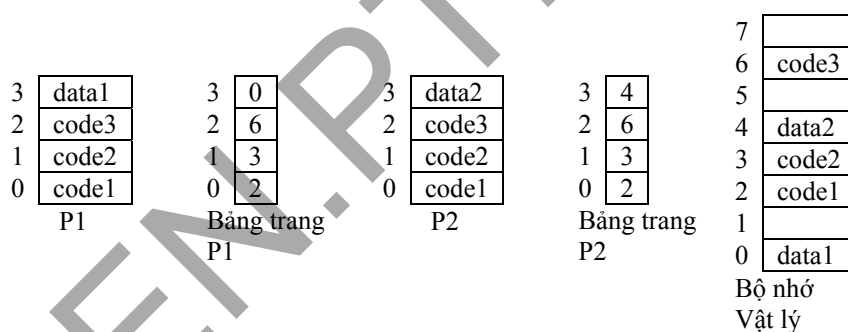 7
6 code3
3 data1 3 0 3 data2 3 4 5
2 code3 2 6 2 code3 2 6 4 data2
1 code2 1 3 1 code2 1 3 3 code2
0 code1 0 2 0 code1 0 2 2 code1
P1 Bảng trang P2 Bảng trang 1
P1 P2 0 data1
Bộ nhớ
Vật lý